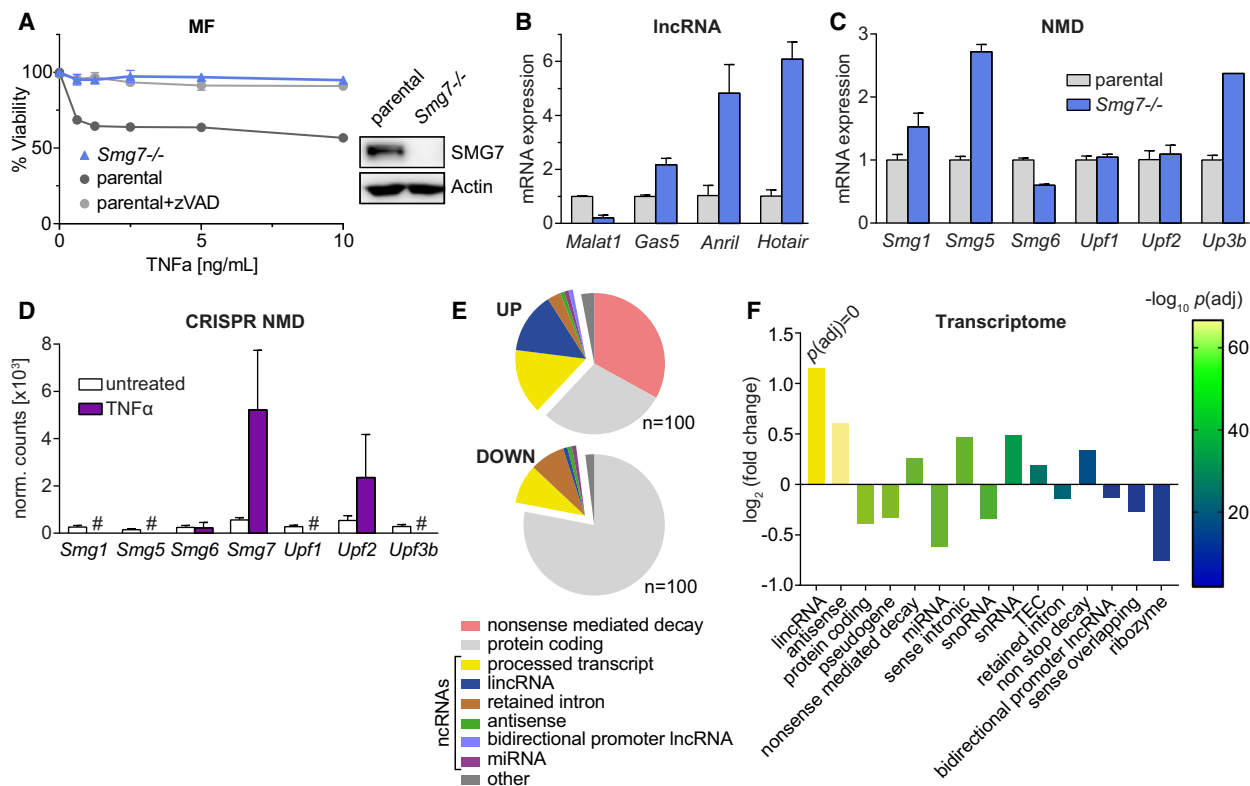 A
MF
% Viability
100
50
0
0
5
10
TNFa [ng/mL]
Smg7-/-
parental
parental+zVAD
parental
Smg7-/-
SMG7
Actin
B
lncRNA
mRNA expression
6
4
2
0
Malat1
Gas5
Anril
Hotair
C
NMD
mRNA expression
3
2
1
0
parental
Smg7-/-
Smg1
Smg5
Smg6
Upf1
Upf2
Up3b
D
CRISPR NMD
norm. counts [x10³]
8
6
4
2
0
untreated
TNFα
#
#
#
#
Smg1
Smg5
Smg6
Smg7
Upf1
Upf2
Upf3b
E
UP
n=100
DOWN
n=100
nonsense mediated decay
protein coding
ncRNAs
processed transcript
lincRNA
retained intron
antisense
bidirectional promoter lncRNA
miRNA
other
F
Transcriptome
log₂ (fold change)
1.5
1.0
0.5
0
-0.5
-1.0
p(adj)=0
lincRNA
antisense
protein coding
pseudogene
nonsense mediated decay
miRNA
sense intronic
snoRNA
snRNA
TEC
retained intron
non stop decay
bidirectional promoter lncRNA
sense overlapping
ribozyme
-log₁₀ p(adj)
60
40
20